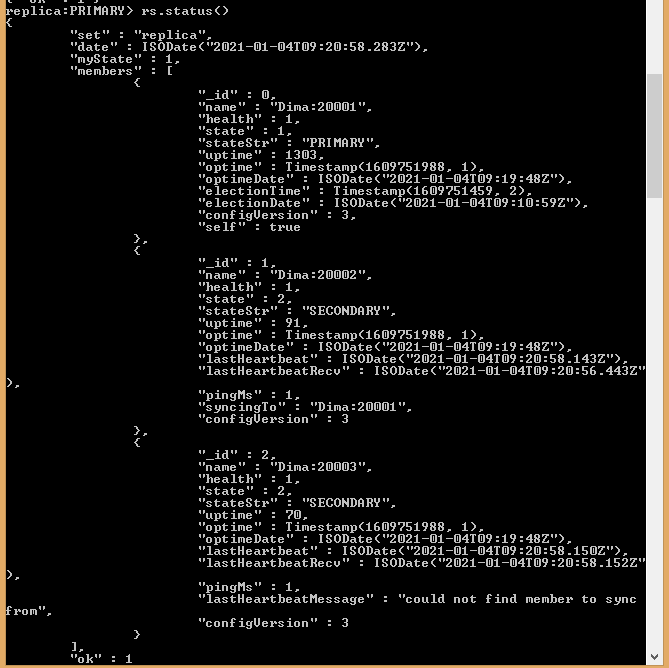 { "ok" : 1 }
replica:PRIMARY> rs.status()
{
        "set" : "replica",
        "date" : ISODate("2021-01-04T09:20:58.283Z"),
        "myState" : 1,
        "members" : [
                {
                        "_id" : 0,
                        "name" : "Dima:20001",
                        "health" : 1,
                        "state" : 1,
                        "stateStr" : "PRIMARY",
                        "uptime" : 1303,
                        "optime" : Timestamp(1609751988, 1),
                        "optimeDate" : ISODate("2021-01-04T09:19:48Z"),
                        "electionTime" : Timestamp(1609751459, 2),
                        "electionDate" : ISODate("2021-01-04T09:10:59Z"),
                        "configVersion" : 3,
                        "self" : true
                },
                {
                        "_id" : 1,
                        "name" : "Dima:20002",
                        "health" : 1,
                        "state" : 2,
                        "stateStr" : "SECONDARY",
                        "uptime" : 91,
                        "optime" : Timestamp(1609751988, 1),
                        "optimeDate" : ISODate("2021-01-04T09:19:48Z"),
                        "lastHeartbeat" : ISODate("2021-01-04T09:20:58.143Z"),
                        "lastHeartbeatRecv" : ISODate("2021-01-04T09:20:56.443Z"
),
                        "pingMs" : 1,
                        "syncingTo" : "Dima:20001",
                        "configVersion" : 3
                },
                {
                        "_id" : 2,
                        "name" : "Dima:20003",
                        "health" : 1,
                        "state" : 2,
                        "stateStr" : "SECONDARY",
                        "uptime" : 70,
                        "optime" : Timestamp(1609751988, 1),
                        "optimeDate" : ISODate("2021-01-04T09:19:48Z"),
                        "lastHeartbeat" : ISODate("2021-01-04T09:20:58.150Z"),
                        "lastHeartbeatRecv" : ISODate("2021-01-04T09:20:58.152Z"
),
                        "pingMs" : 1,
                        "lastHeartbeatMessage" : "could not find member to sync
from",
                        "configVersion" : 3
                }
        ],
        "ok" : 1